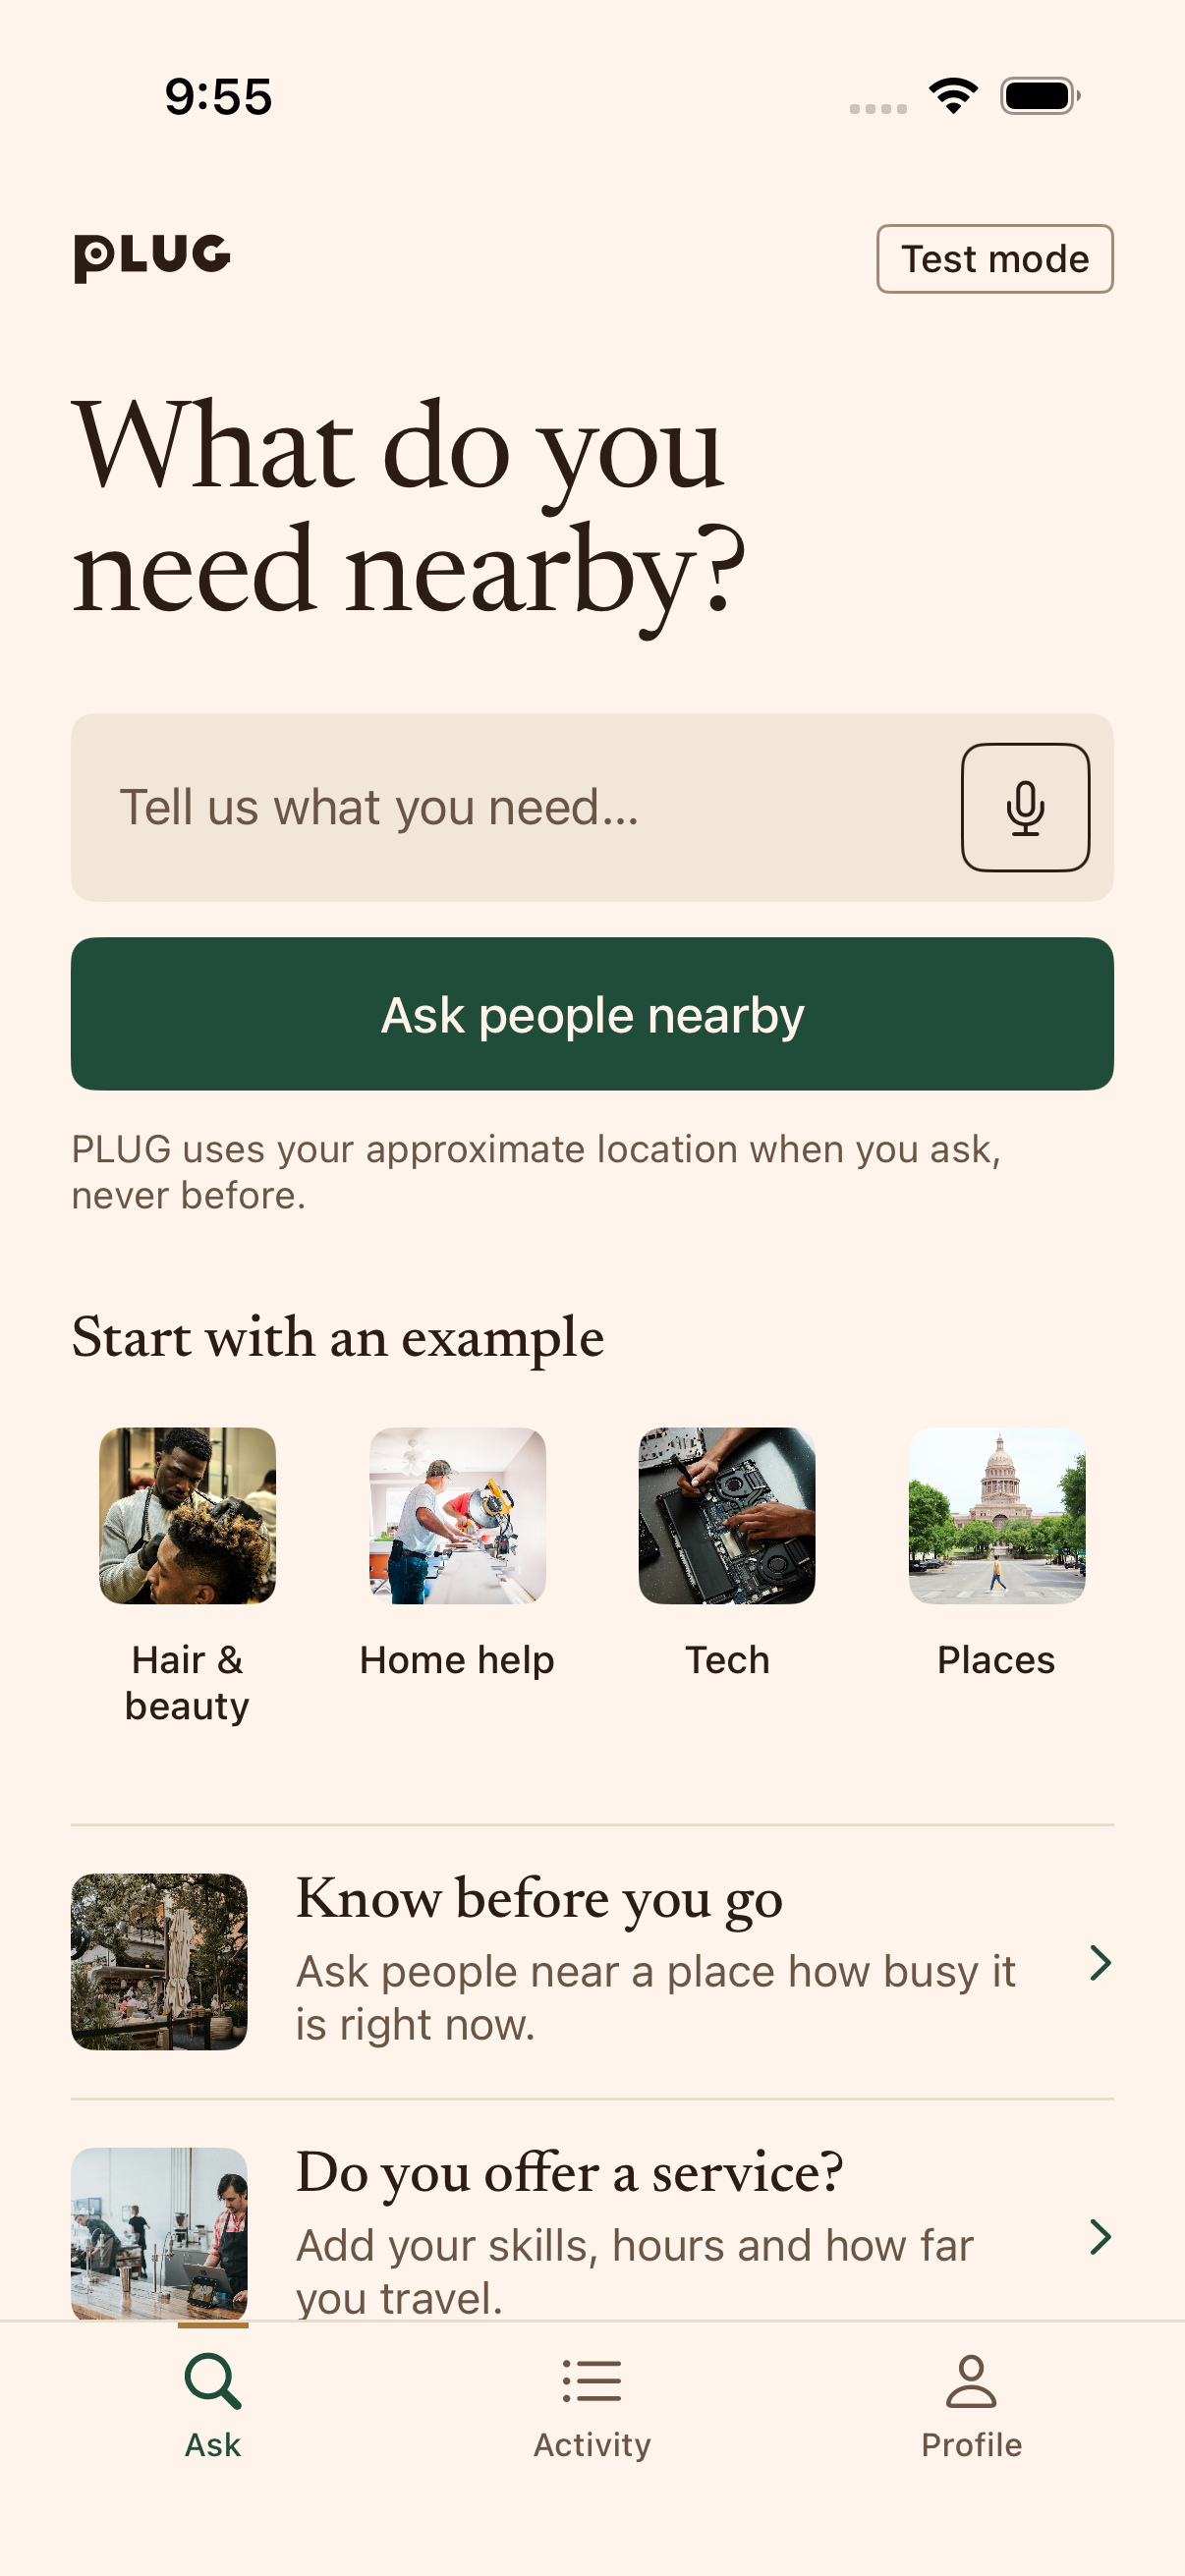 9:55
PLUG
Test mode
What do you
need nearby?
Tell us what you need...
Ask people nearby
PLUG uses your approximate location when you ask,
never before.
Start with an example
Hair &
beauty
Home help
Tech
Places
Know before you go
Ask people near a place how busy it
is right now.
Do you offer a service?
Add your skills, hours and how far
you travel.
Ask
Activity
Profile